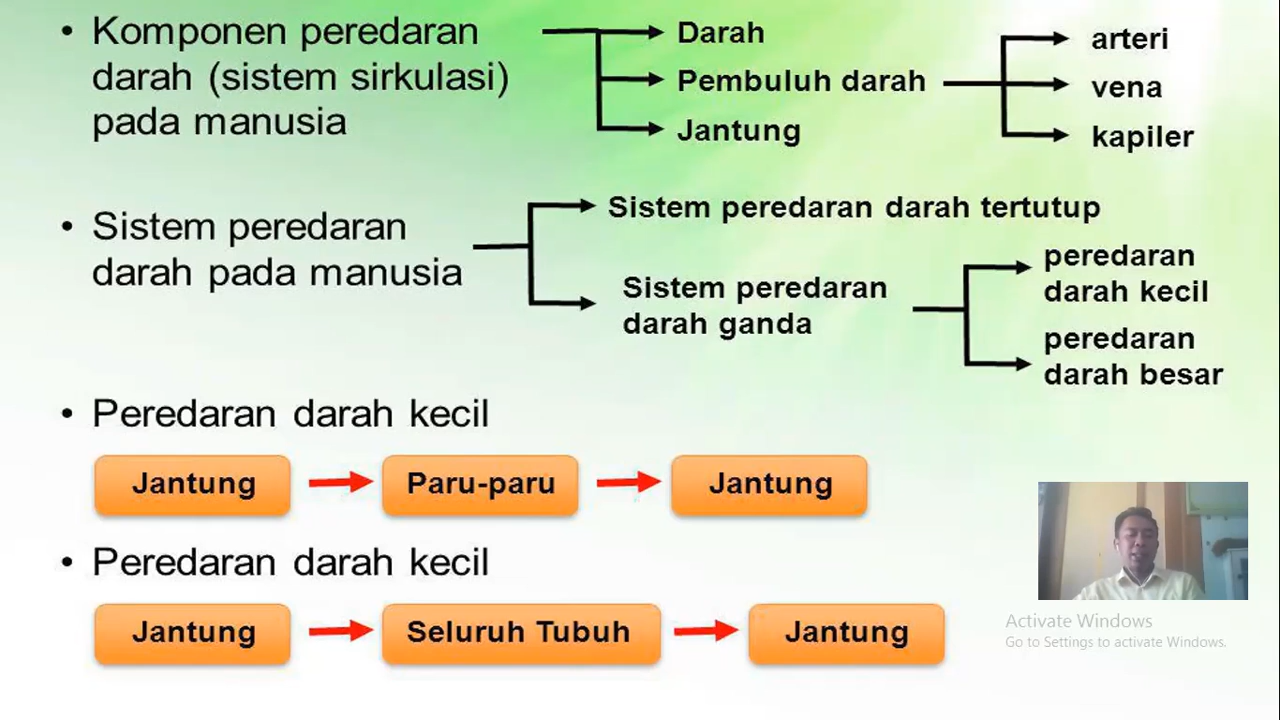 • Komponen peredaran
darah (sistem sirkulasi)
pada manusia
Darah
Pembuluh darah
Jantung
arteri
vena
kapiler
• Sistem peredaran
darah pada manusia
Sistem peredaran darah tertutup
Sistem peredaran
darah ganda
peredaran
darah kecil
peredaran
darah besar
• Peredaran darah kecil
Jantung
Paru-paru
Jantung
• Peredaran darah kecil
Jantung
Seluruh Tubuh
Jantung
Activate Windows
Go to Settings to activate Windows.